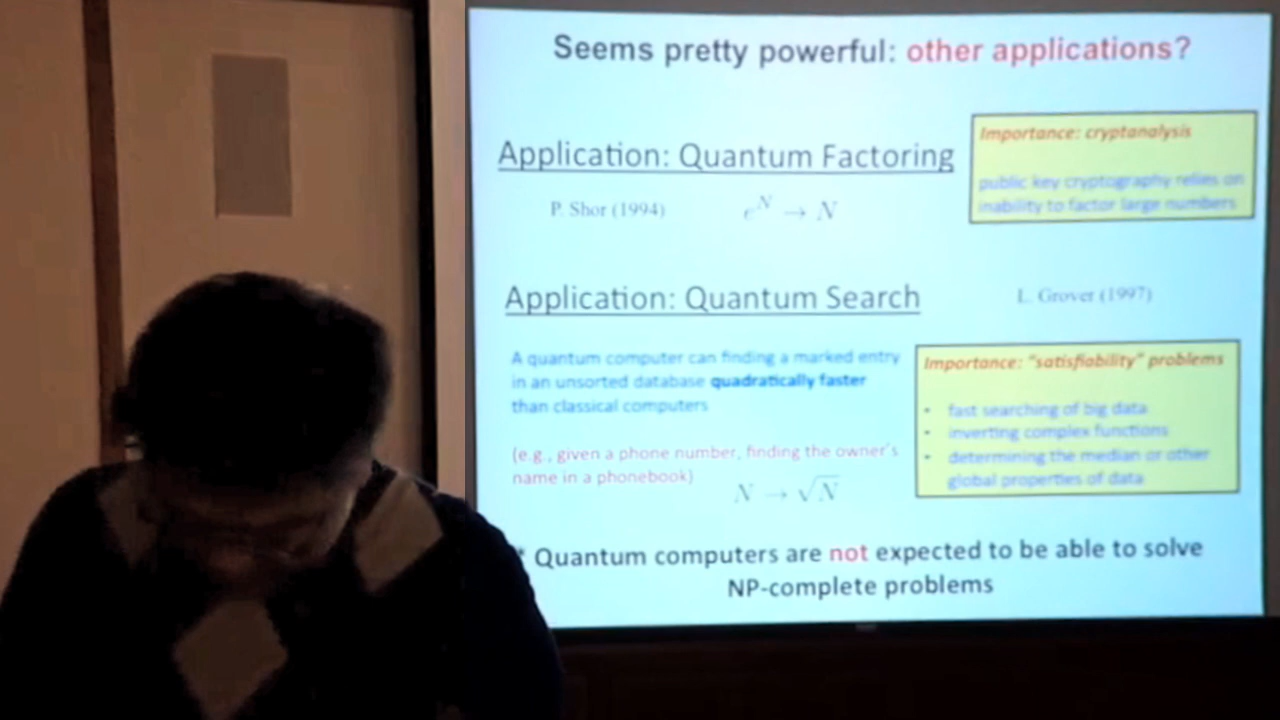 Seems pretty powerful: other applications?
Application: Quantum Factoring
P. Shor (1994)
e^N → N
Importance: cryptanalysis
public key cryptography relies on
inability to factor large numbers
Application: Quantum Search
L. Grover (1997)
A quantum computer can finding a marked entry
in an unsorted database quadratically faster
than classical computers
(e.g., given a phone number, finding the owner's
name in a phonebook)
N → √N
Importance: "satisfiability" problems
• fast searching of big data
• inverting complex functions
• determining the median or other
global properties of data
* Quantum computers are not expected to be able to solve
NP-complete problems